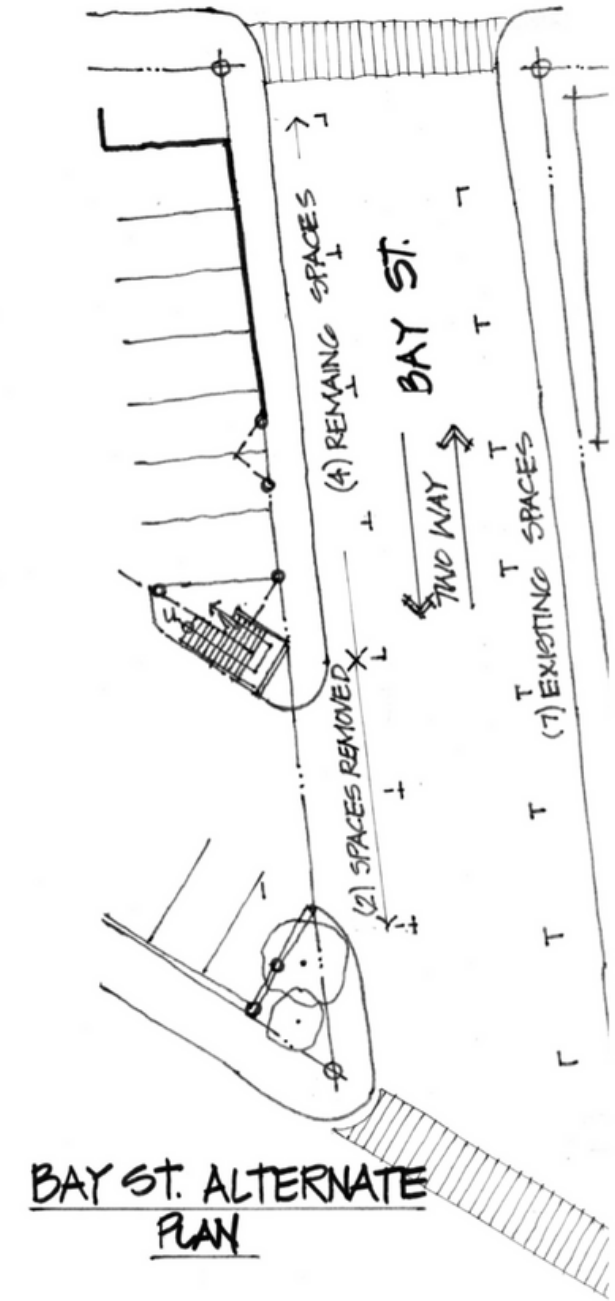 (4) REMAING SPACES
BAY ST.
TWO WAY
(7) EXISTING SPACES
(2) SPACES REMOVED
BAY ST. ALTERNATE
PLAN